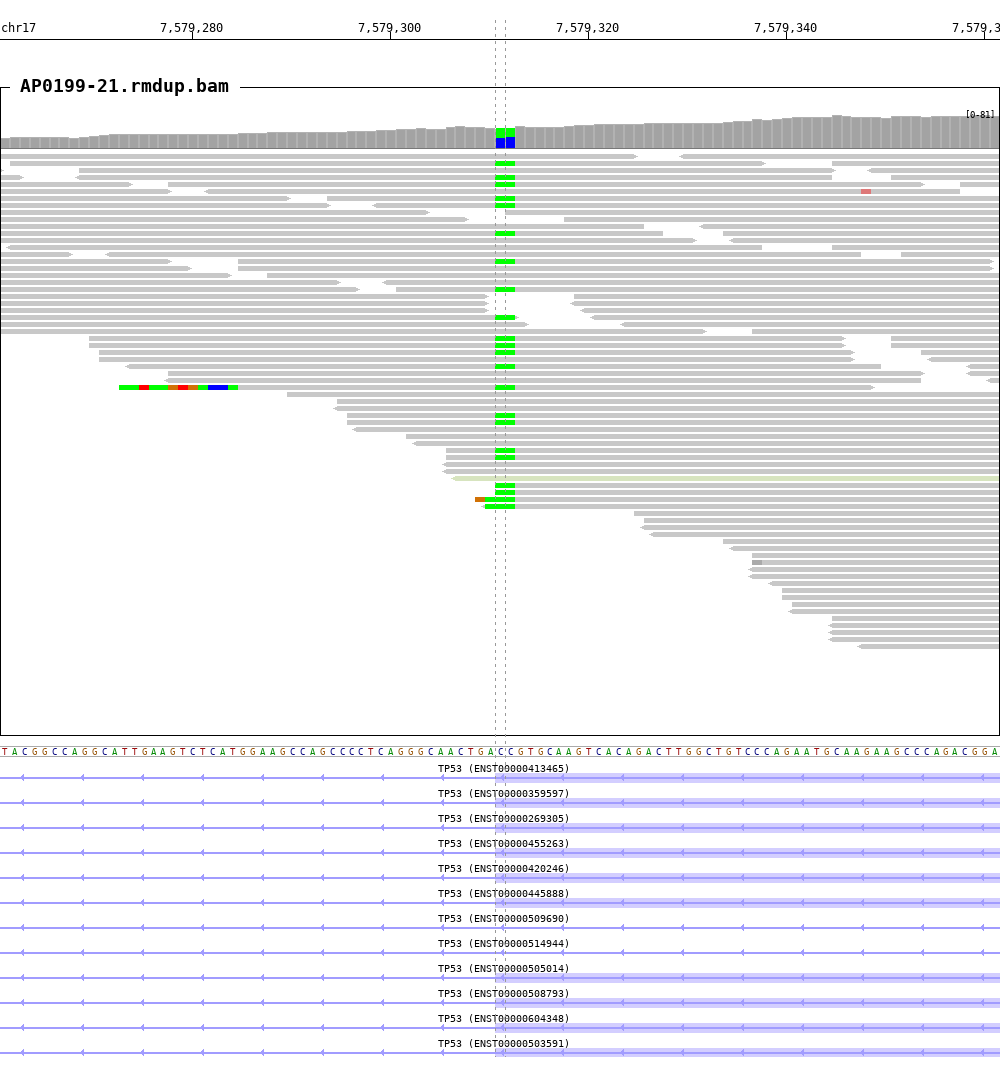 chr17 7,579,280 7,579,300 7,579,320 7,579,340 7,579,3
AP0199-21.rmdup.bam
[0-81]
T A C G G C C A G G C A T T G A A G T C T C A T G G A A G C C A G C C C C T C A G G G C A A C T G A C C G T G C A A G T C A C A G A C T T G G C T G T C C C A G A A T G C A A G A A G C C C A G A C G G A
TP53 (ENST00000413465)
TP53 (ENST00000359597)
TP53 (ENST00000269305)
TP53 (ENST00000455263)
TP53 (ENST00000420246)
TP53 (ENST00000445888)
TP53 (ENST00000509690)
TP53 (ENST00000514944)
TP53 (ENST00000505014)
TP53 (ENST00000508793)
TP53 (ENST00000604348)
TP53 (ENST00000503591)